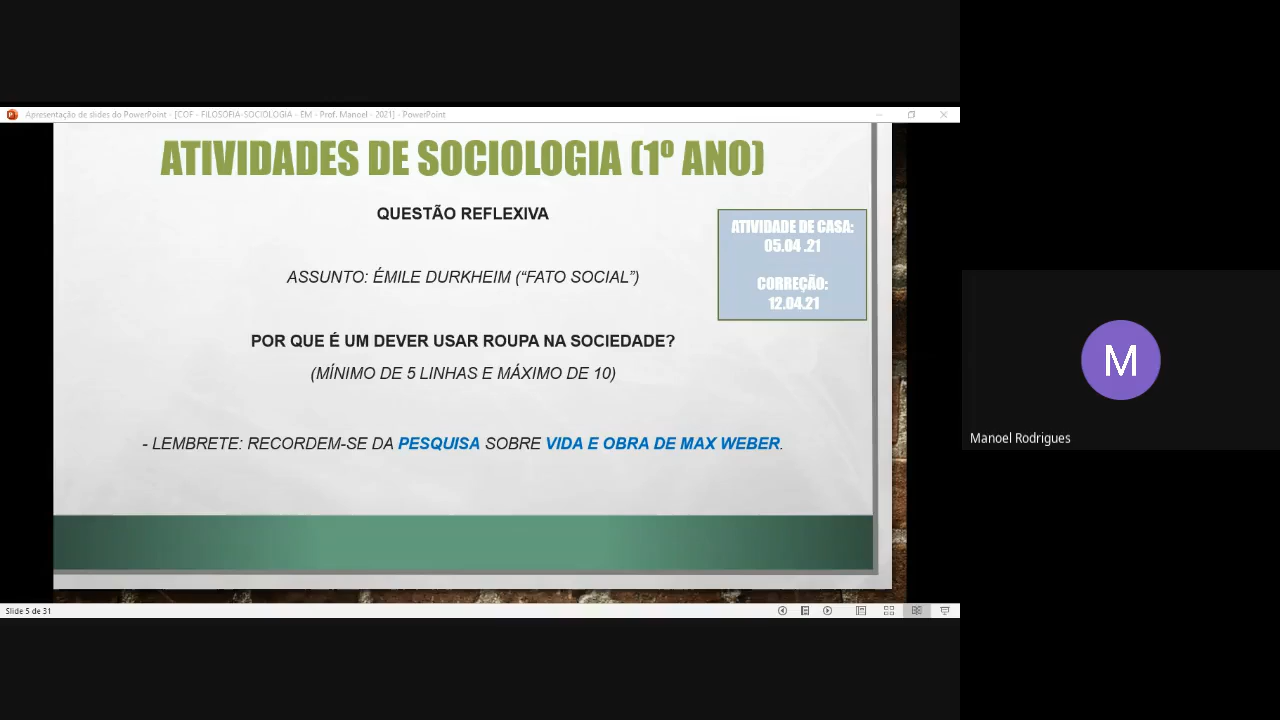 Apresentação de slides do PowerPoint - [COF - FILOSOFIA-SOCIOLOGIA - EM - Prof. Manoel - 2021] - PowerPoint
ATIVIDADES DE SOCIOLOGIA (1º ANO)
QUESTÃO REFLEXIVA
ATIVIDADE DE CASA:
05.04 .21
CORREÇÃO:
12.04.21
ASSUNTO: ÉMILE DURKHEIM (“FATO SOCIAL”)
POR QUE É UM DEVER USAR ROUPA NA SOCIEDADE?
(MÍNIMO DE 5 LINHAS E MÁXIMO DE 10)
- LEMBRETE: RECORDEM-SE DA PESQUISA SOBRE VIDA E OBRA DE MAX WEBER.
Slide 5 de 31
M
Manoel Rodrigues